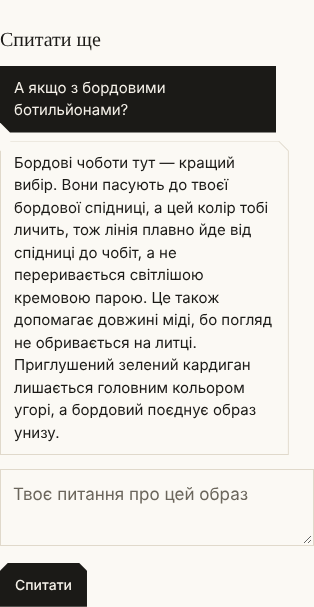 Спитати ще
А якщо з бордовими
ботильйонами?
Бордові чоботи тут — кращий
вибір. Вони пасують до твоєї
бордової спідниці, а цей колір тобі
личить, тож лінія плавно йде від
спідниці до чобіт, а не
переривається світлішою
кремовою парою. Це також
допомагає довжині міді, бо погляд
не обривається на литці.
Приглушений зелений кардиган
лишається головним кольором
угорі, а бордовий поєднує образ
унизу.
Твоє питання про цей образ
Спитати